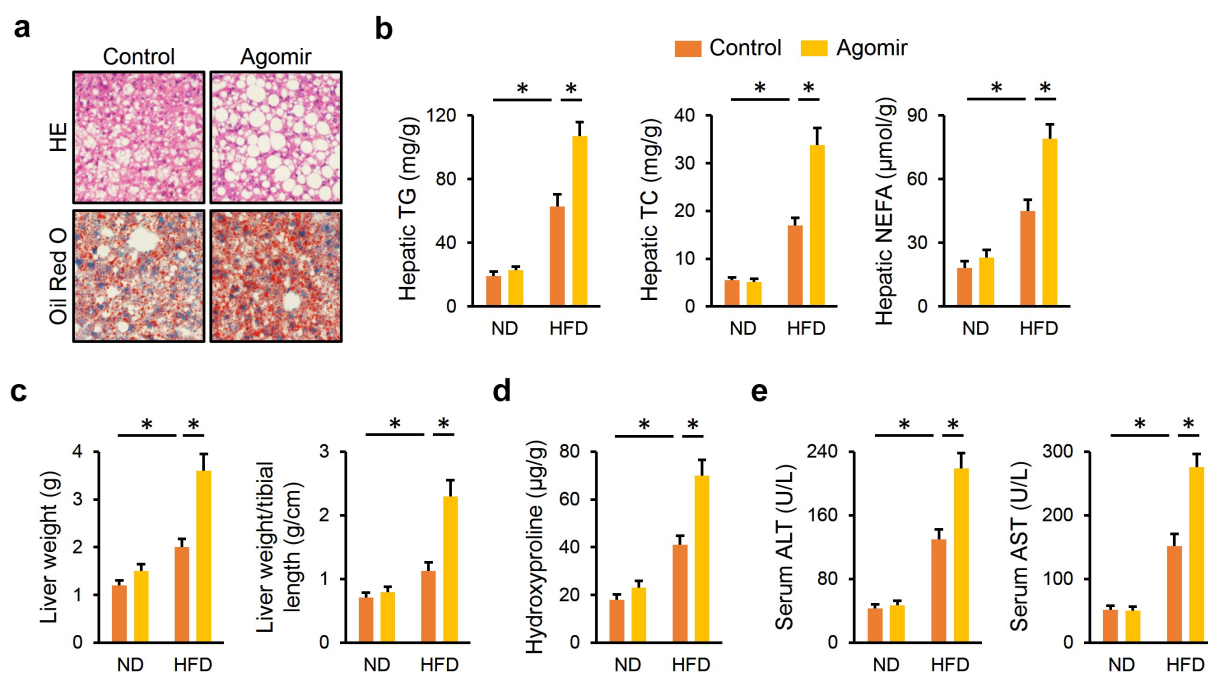 a
Control
Agomir
HE
Oil Red O
b
Control
Agomir
Hepatic TG (mg/g)
120
80
40
0
*
*
ND
HFD
Hepatic TC (mg/g)
40
30
20
10
0
*
*
ND
HFD
Hepatic NEFA (μmol/g)
90
60
30
0
*
*
ND
HFD
c
Liver weight (g)
4
3
2
1
0
*
*
ND
HFD
Liver weight/tibial
length (g/cm)
3
2
1
0
*
*
ND
HFD
d
Hydroxyproline (μg/g)
80
60
40
20
0
*
*
ND
HFD
e
Serum ALT (U/L)
240
160
80
0
*
*
ND
HFD
Serum AST (U/L)
300
200
100
0
*
*
ND
HFD